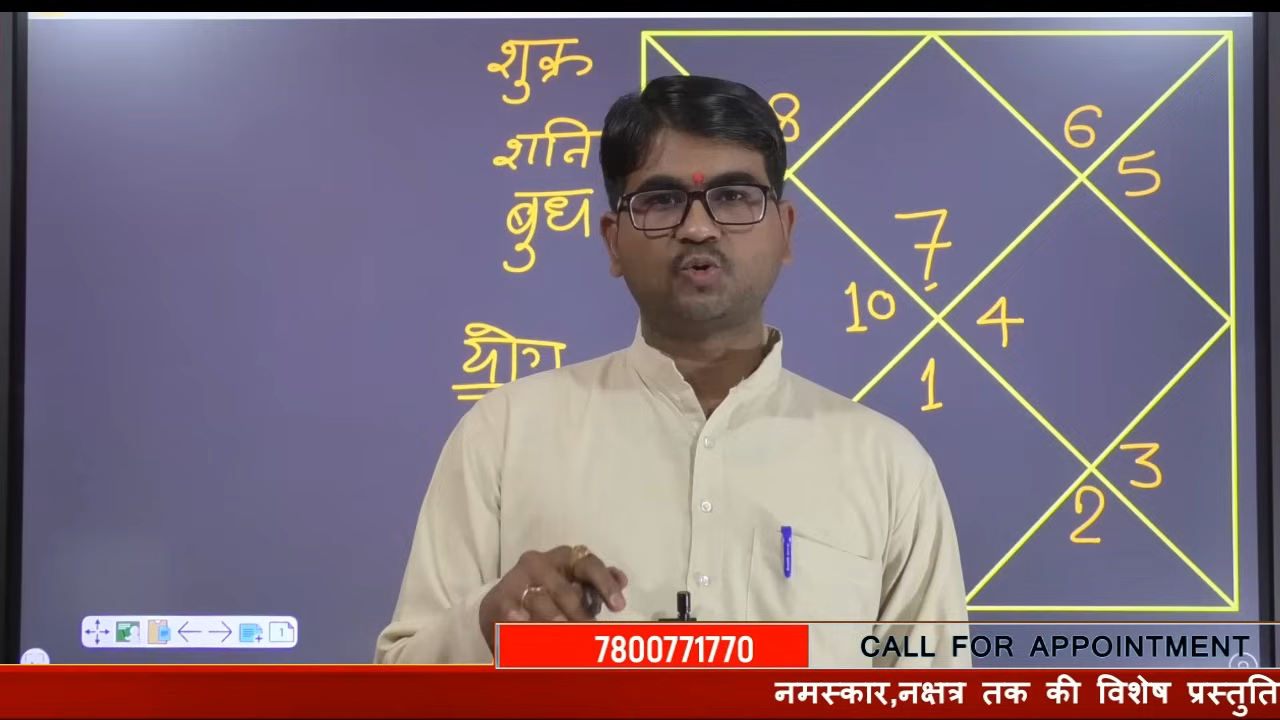 शुक्र
शनि
बुध
योग
8
6
5
7
10
4
1
3
2
1
7800771770
CALL FOR APPOINTMENT
नमस्कार,नक्षत्र तक की विशेष प्रस्तुति